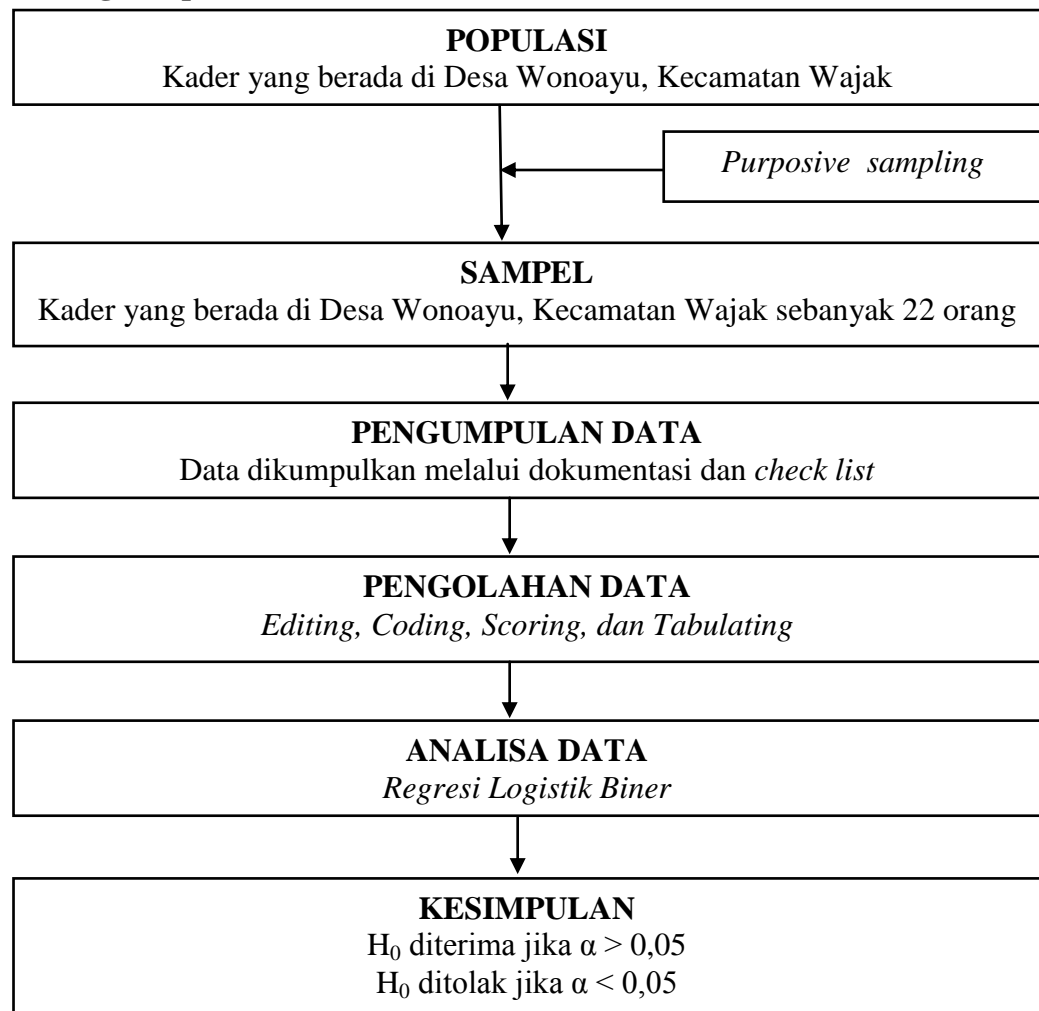 POPULASI
Kader yang berada di Desa Wonoayu, Kecamatan Wajak
Purposive sampling
SAMPEL
Kader yang berada di Desa Wonoayu, Kecamatan Wajak sebanyak 22 orang
PENGUMPULAN DATA
Data dikumpulkan melalui dokumentasi dan check list
PENGOLAHAN DATA
Editing, Coding, Scoring, dan Tabulating
ANALISA DATA
Regresi Logistik Biner
KESIMPULAN
H₀ diterima jika α > 0,05
H₀ ditolak jika α < 0,05